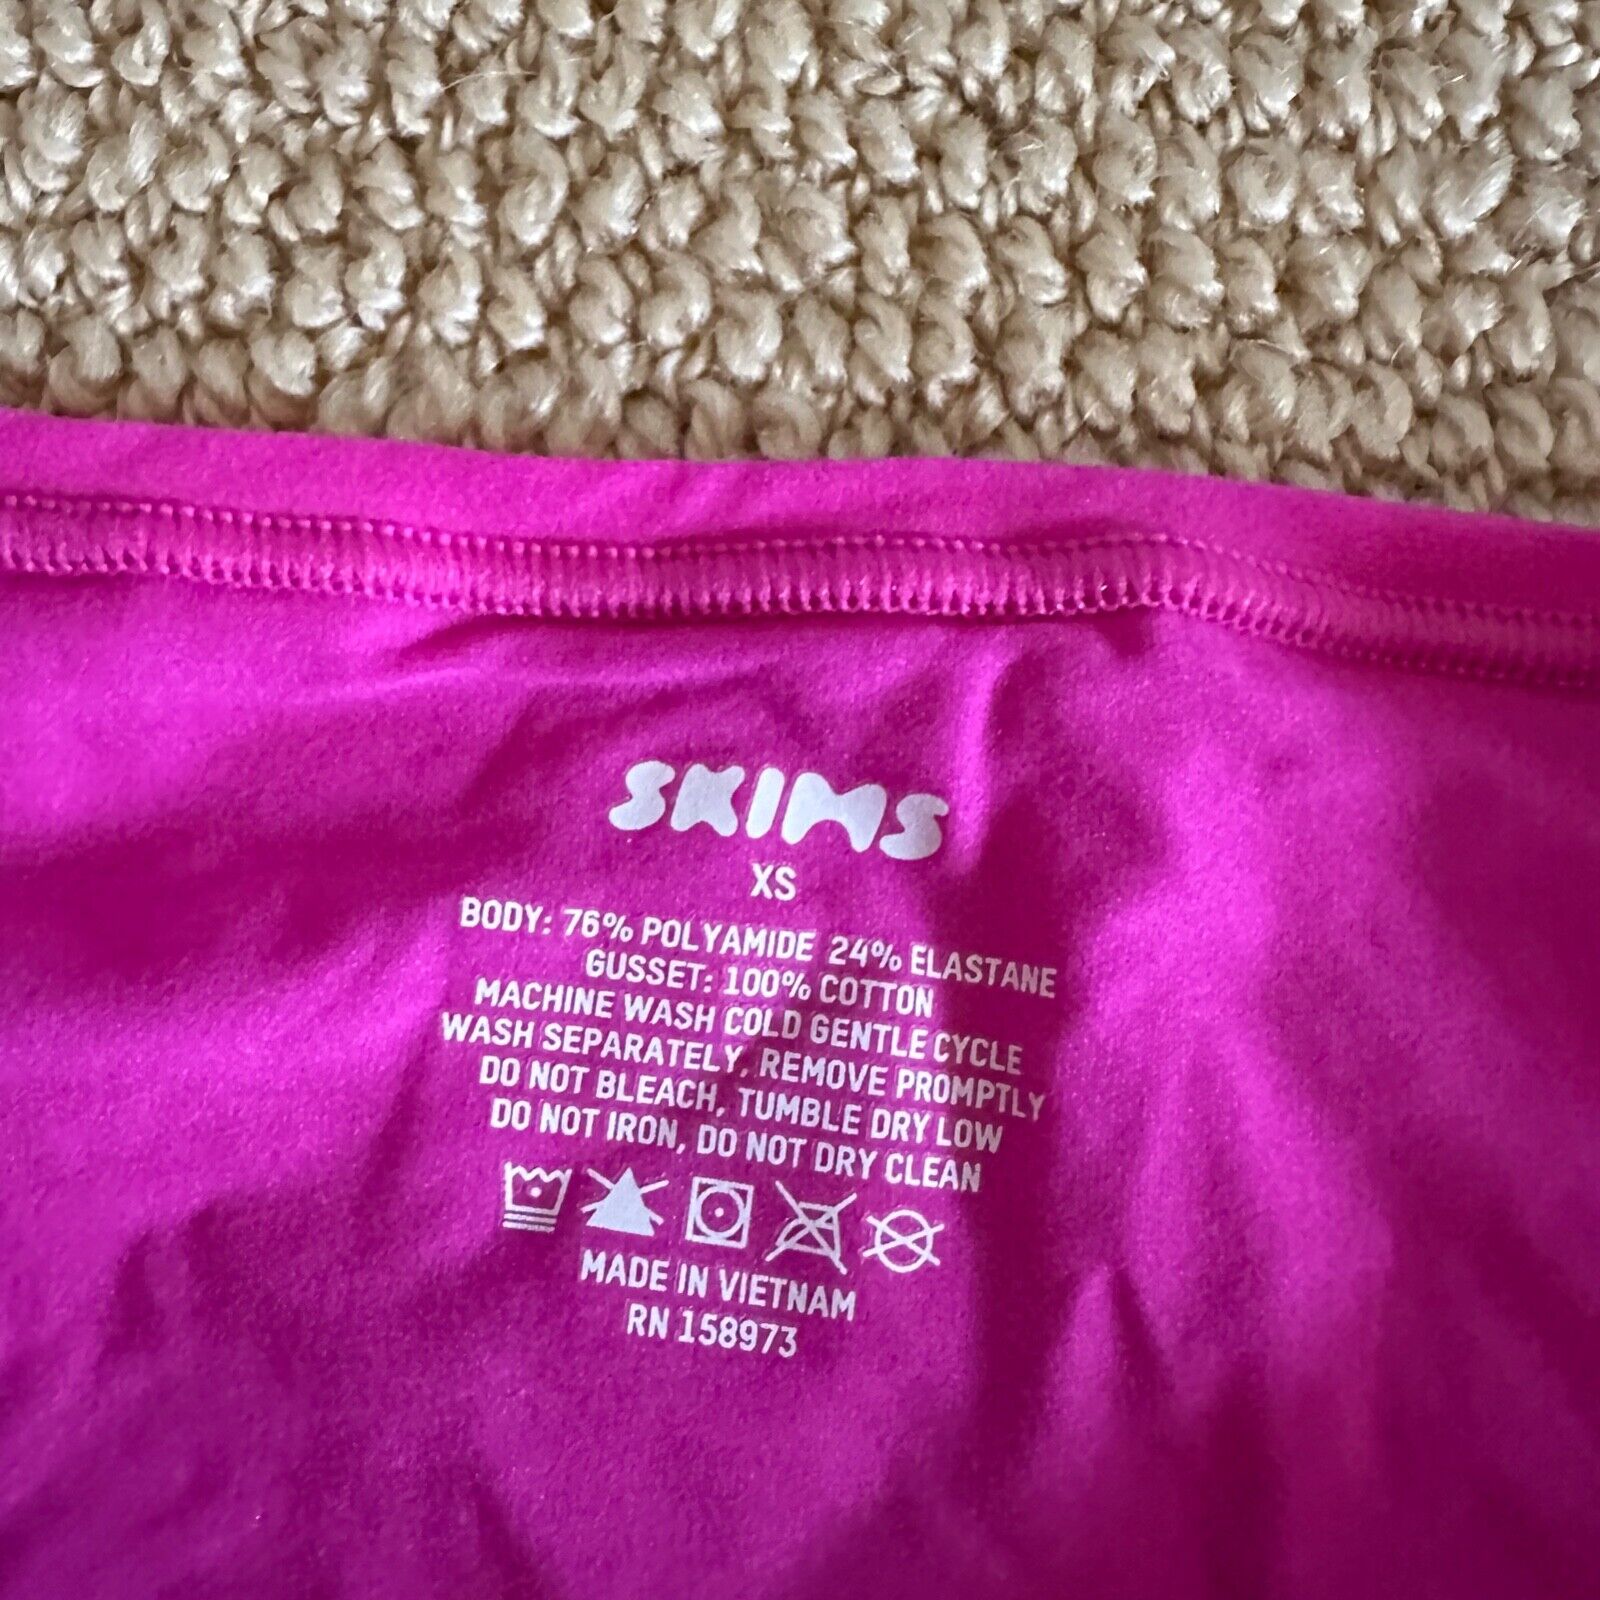 SKIMS
XS
BODY: 76% POLYAMIDE 24% ELASTANE
GUSSET: 100% COTTON
MACHINE WASH COLD GENTLE CYCLE
WASH SEPARATELY, REMOVE PROMPTLY
DO NOT BLEACH, TUMBLE DRY LOW
DO NOT IRON, DO NOT DRY CLEAN
MADE IN VIETNAM
RN 158973